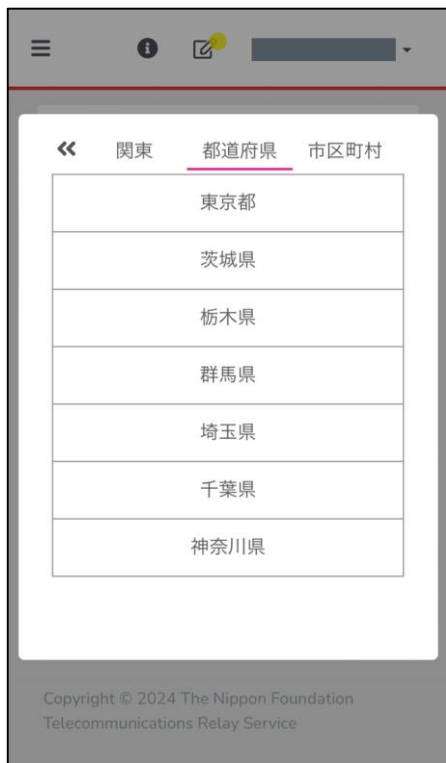 関東 都道府県 市区町村
東京都
茨城県
栃木県
群馬県
埼玉県
千葉県
神奈川県
Copyright © 2024 The Nippon Foundation
Telecommunications Relay Service